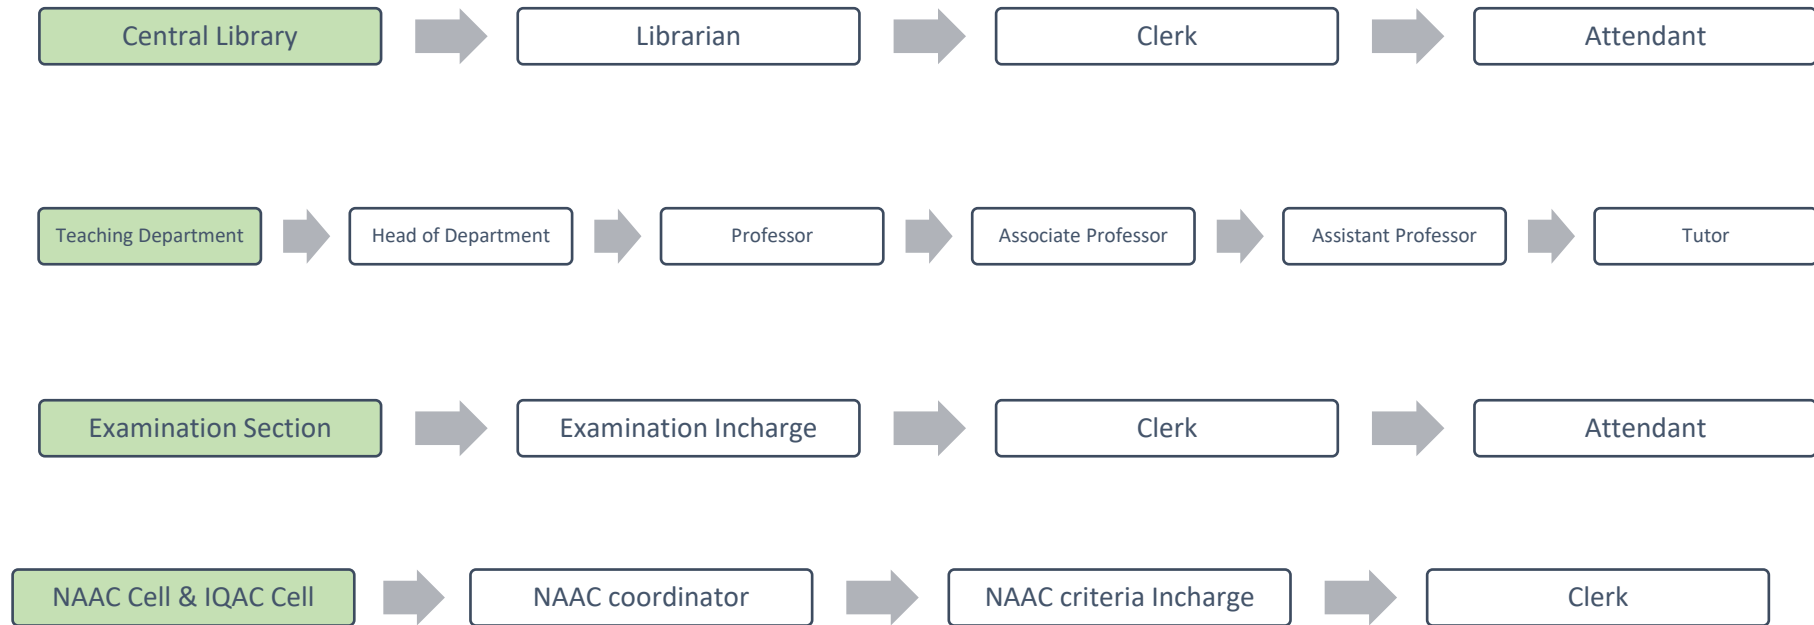 Central Library
Librarian
Clerk
Attendant
Teaching Department
Head of Department
Professor
Associate Professor
Assistant Professor
Tutor
Examination Section
Examination Incharge
Clerk
Attendant
NAAC Cell & IQAC Cell
NAAC coordinator
NAAC criteria Incharge
Clerk